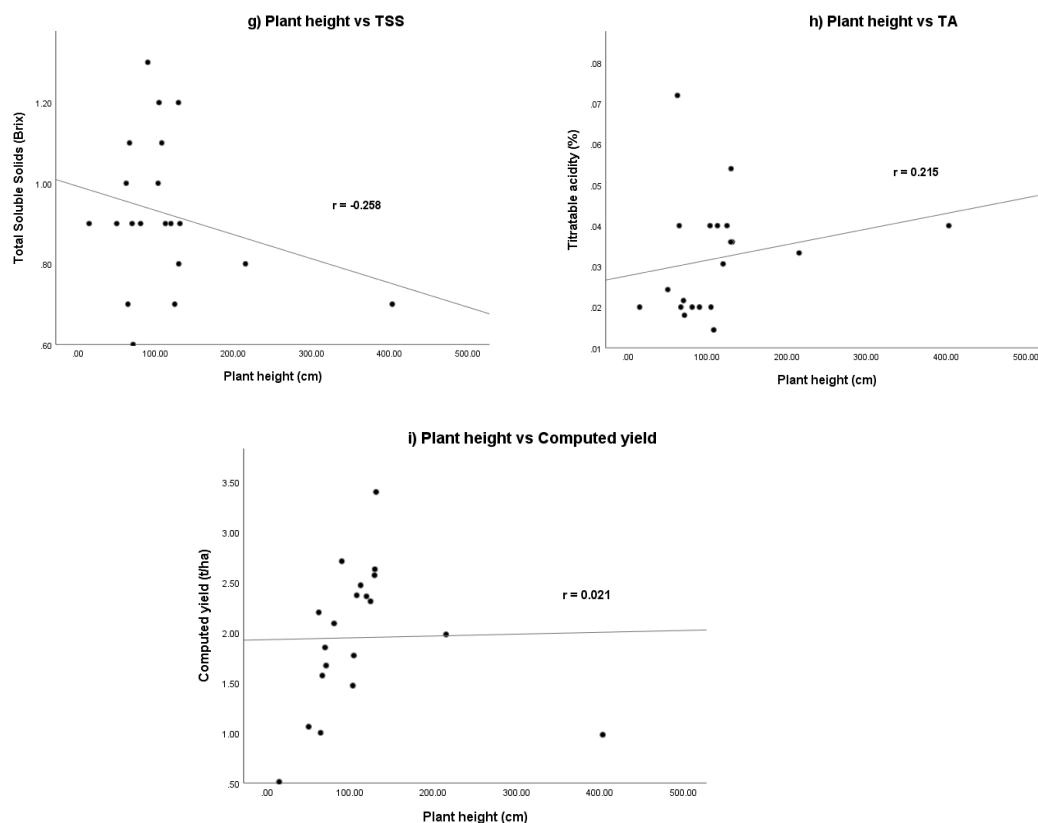 g) Plant height vs TSS
Total Soluble Solids (Brix)
1.20
1.00
.80
.60
r = -0.258
.00 100.00 200.00 300.00 400.00 500.00
Plant height (cm)
h) Plant height vs TA
Titratable acidity (%)
.08
.07
.06
.05
.04
.03
.02
.01
r = 0.215
.00 100.00 200.00 300.00 400.00 500.00
Plant height (cm)
i) Plant height vs Computed yield
Computed yield (t/ha)
3.50
3.00
2.50
2.00
1.50
1.00
.50
r = 0.021
.00 100.00 200.00 300.00 400.00 500.00
Plant height (cm)